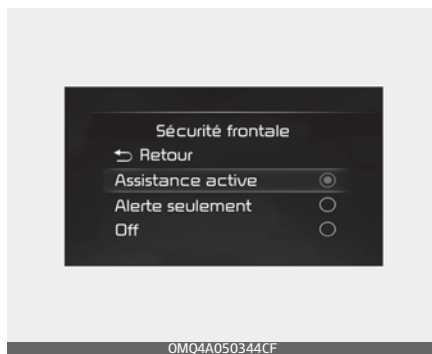 Sécurité frontale
Retour
Assistance active
Alerte seulement
Off
OMQ4A050344CF